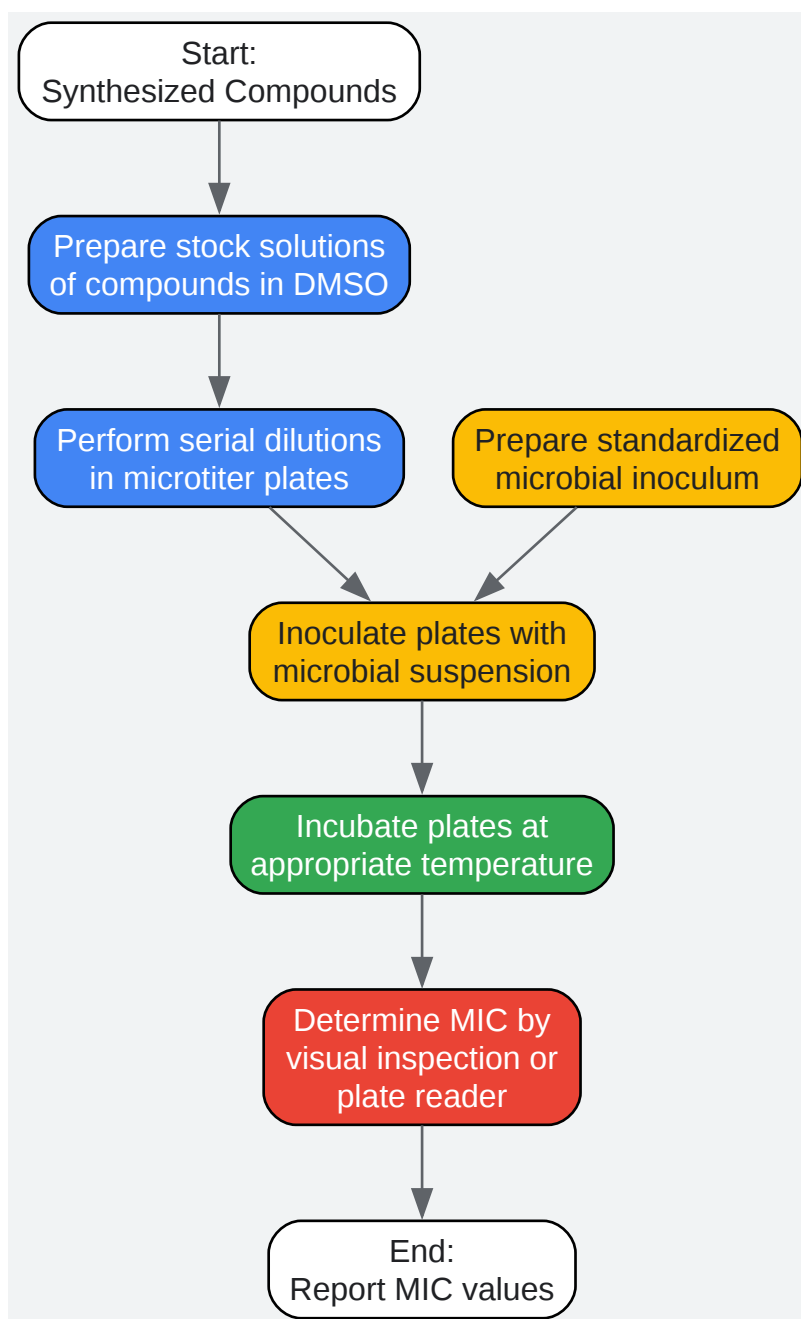 Start:
Synthesized Compounds
Prepare stock solutions
of compounds in DMSO
Perform serial dilutions
in microtiter plates
Prepare standardized
microbial inoculum
Inoculate plates with
microbial suspension
Incubate plates at
appropriate temperature
Determine MIC by
visual inspection or
plate reader
End:
Report MIC values